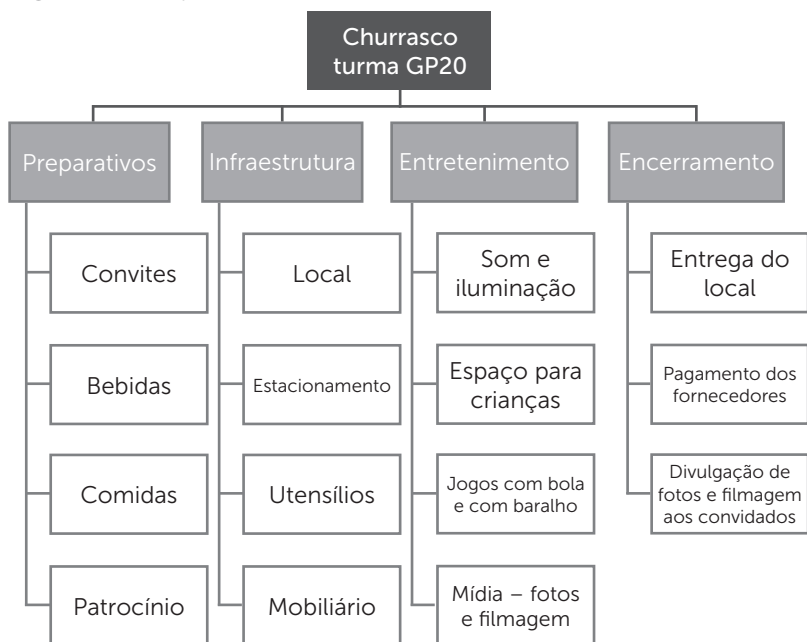 Churrasco
turma GP20
Preparativos
Infraestrutura
Entretenimento
Encerramento
Convites
Bebidas
Comidas
Patrocínio
Local
Estacionamento
Utensílios
Mobiliário
Som e
iluminação
Espaço para
crianças
Jogos com bola
e com baralho
Mídia – fotos
e filmagem
Entrega do
local
Pagamento dos
fornecedores
Divulgação de
fotos e filmagem
aos convidados